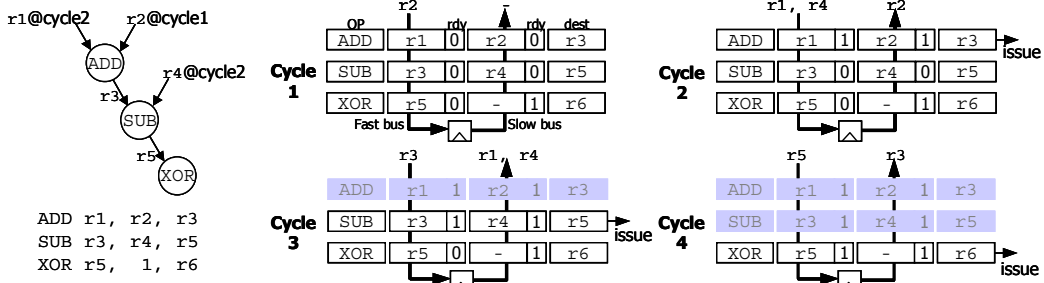 r1@cycle2 r2@cycle1
ADD
r4@cycle2
r3
SUB
r5
XOR
ADD r1, r2, r3
SUB r3, r4, r5
XOR r5, 1, r6
r2 -
OP rdy rdy dest
ADD r1 0 r2 0 r3
Cycle 1
SUB r3 0 r4 0 r5
XOR r5 0 - 1 r6
Fast bus Slow bus
r1, r4 r2
ADD r1 1 r2 1 r3
issue
Cycle 2
SUB r3 0 r4 0 r5
XOR r5 0 - 1 r6
r3 r1, r4
ADD r1 1 r2 1 r3
Cycle 3
SUB r3 1 r4 1 r5
issue
XOR r5 0 - 1 r6
r5 r3
ADD r1 1 r2 1 r3
Cycle 4
SUB r3 1 r4 1 r5
XOR r5 1 - 1 r6
issue